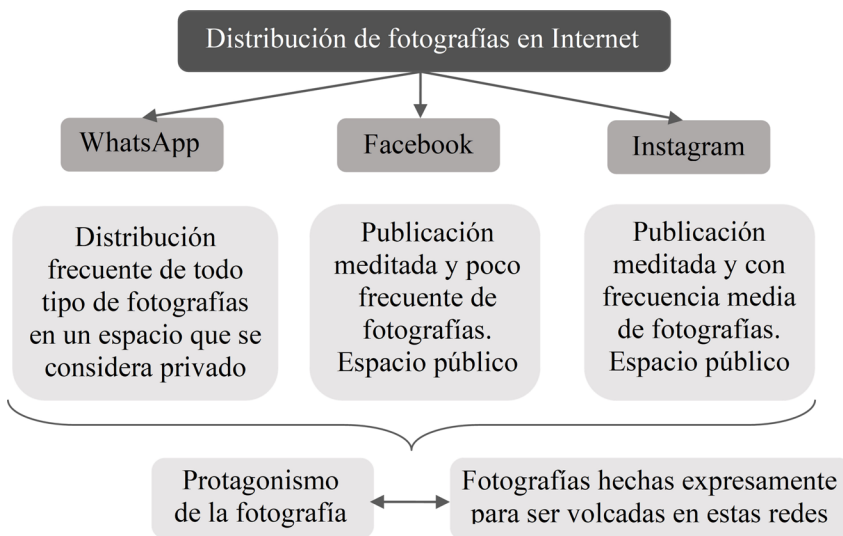 Distribución de fotografías en Internet
WhatsApp
Facebook
Instagram
Distribución
frecuente de todo
tipo de fotografías
en un espacio que se
considera privado
Publicación
meditada y poco
frecuente de
fotografías.
Espacio público
Publicación
meditada y con
frecuencia media
de fotografías.
Espacio público
Protagonismo
de la fotografía
Fotografías hechas expresamente
para ser volcadas en estas redes